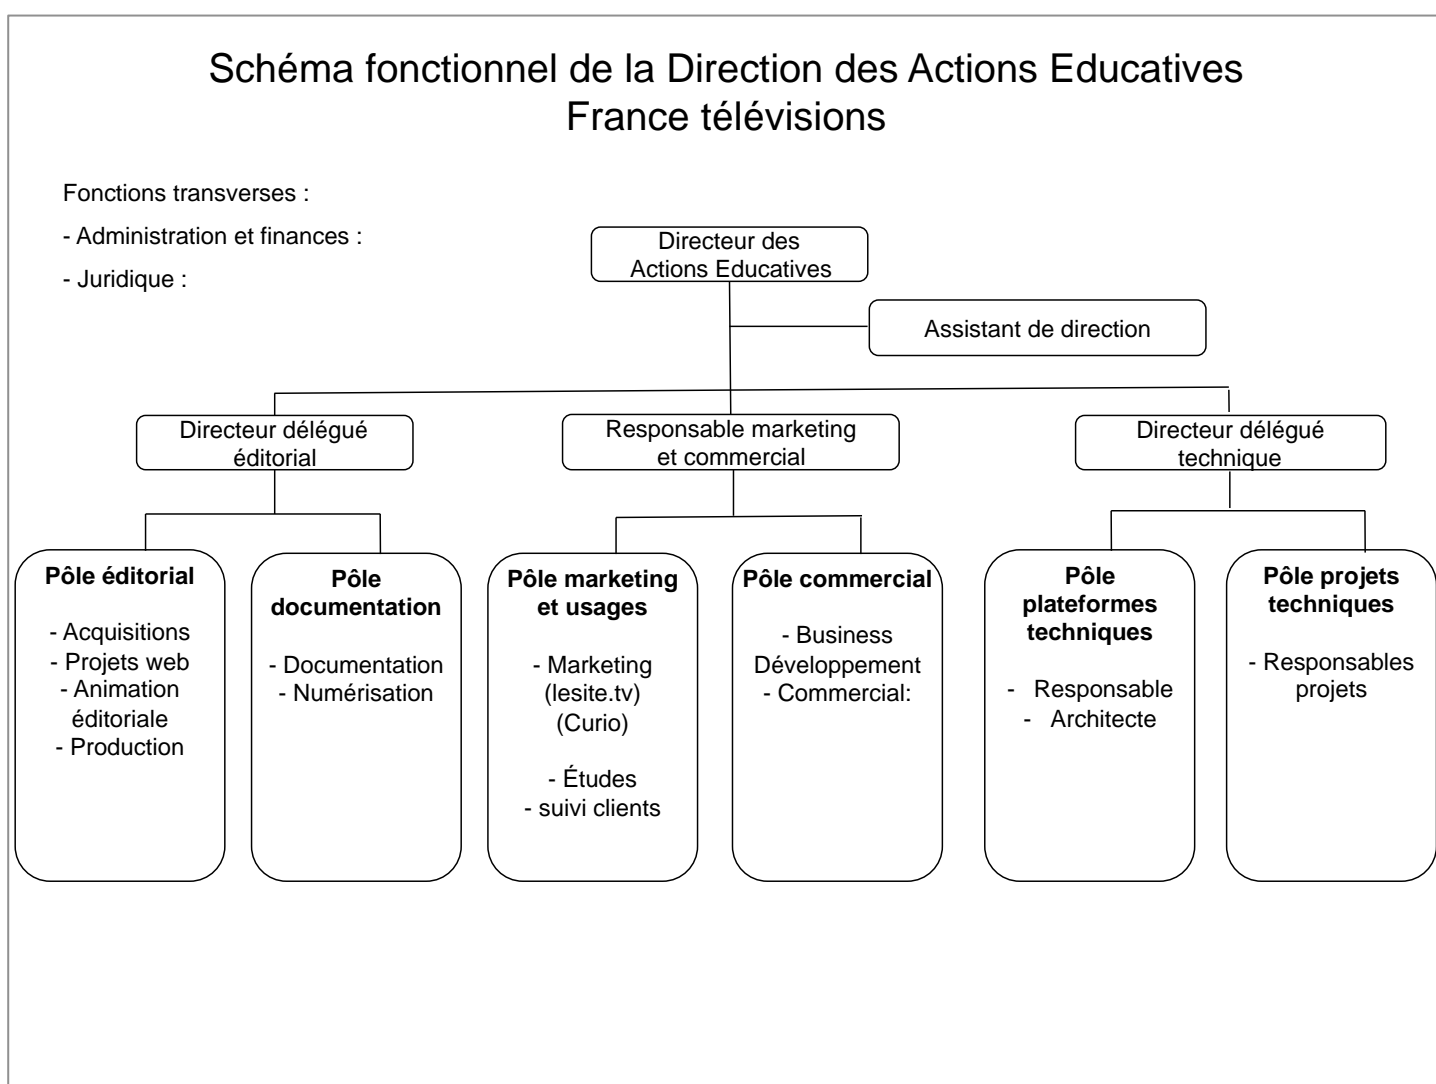 Schéma fonctionnel de la Direction des Actions Educatives
France télévisions
Fonctions transverses :
- Administration et finances :
- Juridique :
Directeur des
Actions Educatives
Assistant de direction
Directeur délégué
éditorial
Responsable marketing
et commercial
Directeur délégué
technique
Pôle éditorial
- Acquisitions
- Projets web
- Animation
éditoriale
- Production
Pôle
documentation
- Documentation
- Numérisation
Pôle marketing
et usages
- Marketing
(lesite.tv)
(Curio)
- Études
- suivi clients
Pôle commercial
- Business
Développement
- Commercial:
Pôle
plateformes
techniques
- Responsable
- Architecte
Pôle projets
techniques
- Responsables
projets